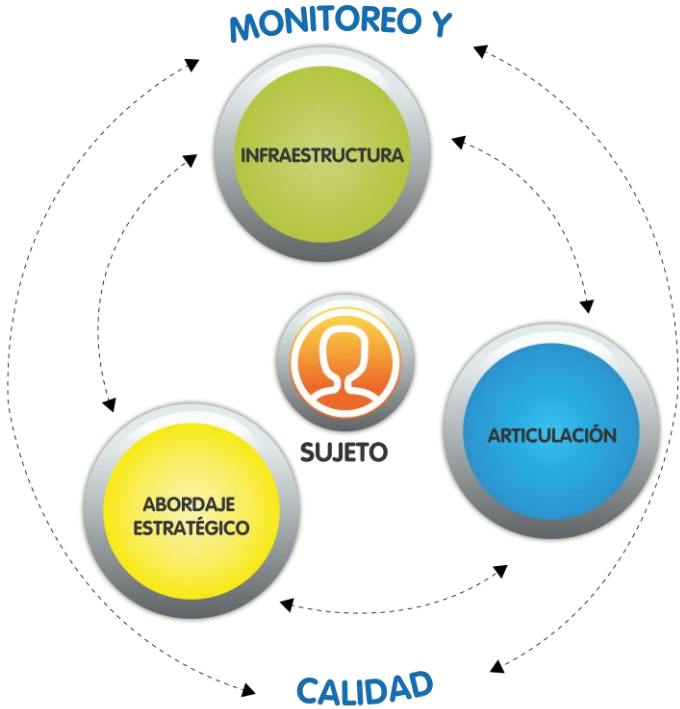 MONITOREO Y
INFRAESTRUCTURA
SUJETO
ARTICULACIÓN
ABORDAJE
ESTRATÉGICO
CALIDAD